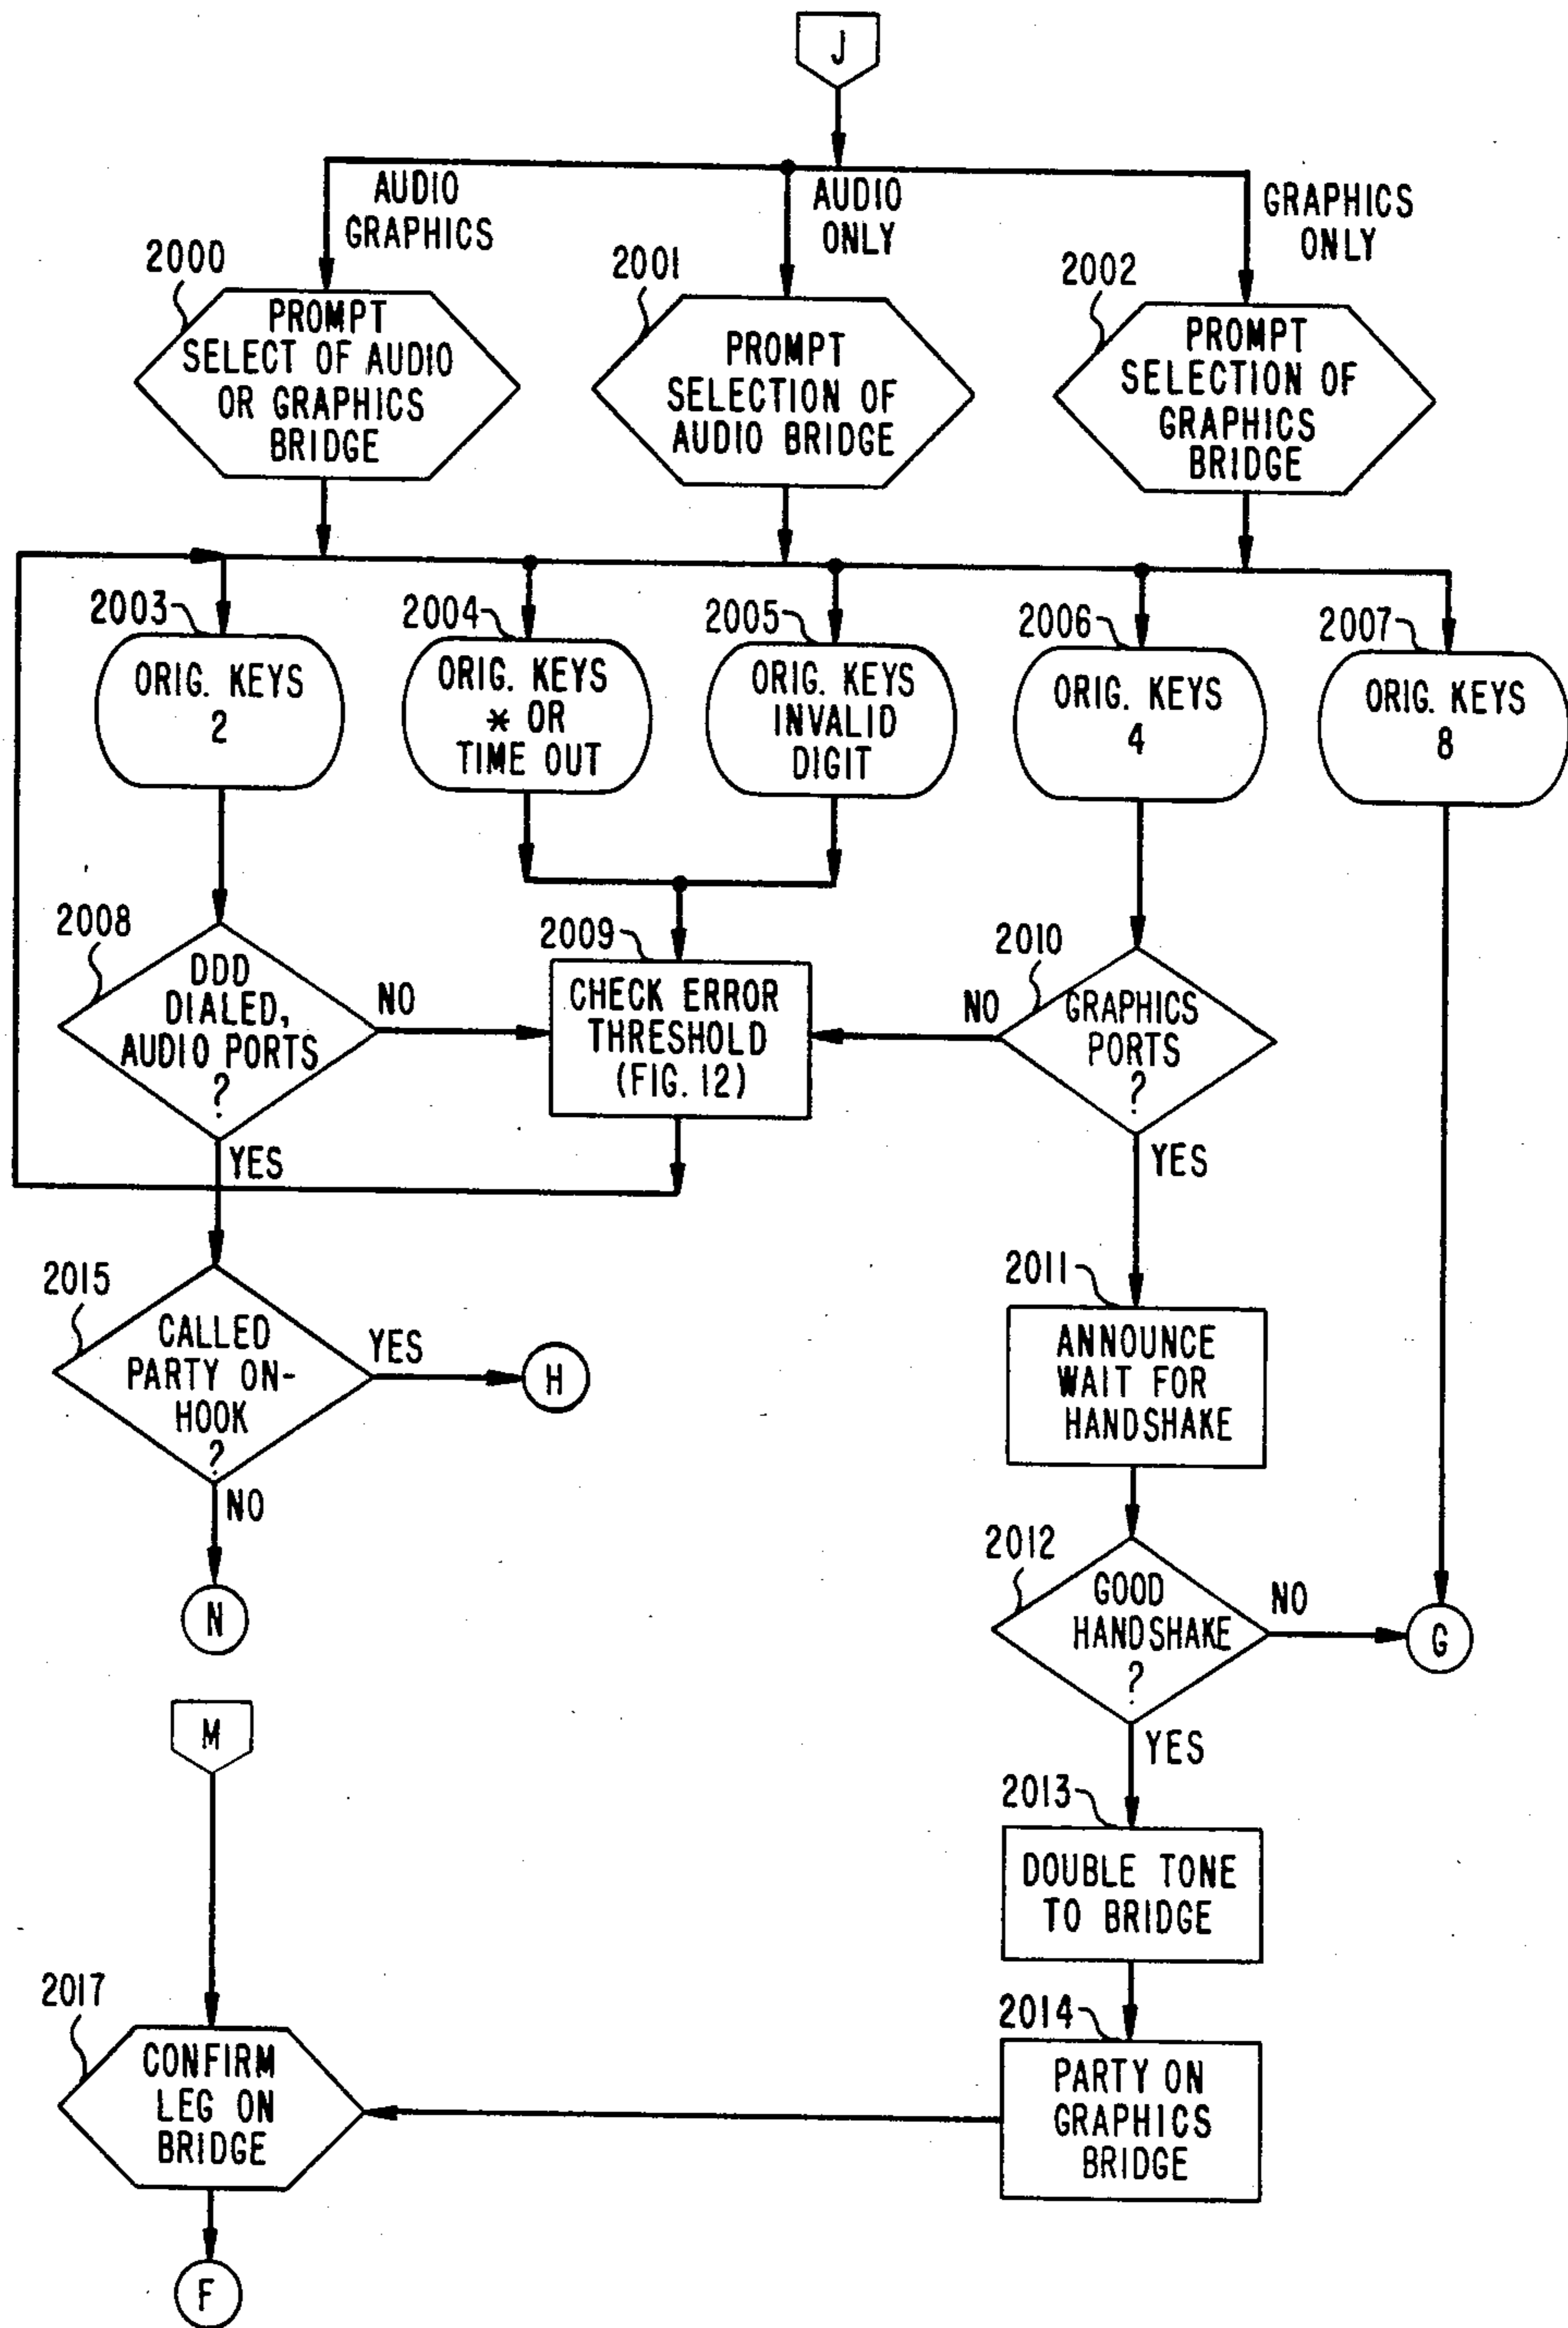 J
AUDIO
GRAPHICS
AUDIO
ONLY
GRAPHICS
ONLY
2000
PROMPT
SELECT OF AUDIO
OR GRAPHICS
BRIDGE
2001
PROMPT
SELECTION OF
AUDIO BRIDGE
2002
PROMPT
SELECTION OF
GRAPHICS
BRIDGE
2003
ORIG. KEYS
2
2004
ORIG. KEYS
* OR
TIME OUT
2005
ORIG. KEYS
INVALID
DIGIT
2006
ORIG. KEYS
4
2007
ORIG. KEYS
8
2008
DDD
DIALED,
AUDIO PORTS
?
NO
YES
2009
CHECK ERROR
THRESHOLD
(FIG. 12)
2010
GRAPHICS
PORTS
?
NO
YES
2015
CALLED
PARTY ON-
HOOK
?
YES
H
NO
N
2011
ANNOUNCE
WAIT FOR
HANDSHAKE
2012
GOOD
HANDSHAKE
?
NO
G
YES
M
2013
DOUBLE TONE
TO BRIDGE
2014
PARTY ON
GRAPHICS
BRIDGE
2017
CONFIRM
LEG ON
BRIDGE
F